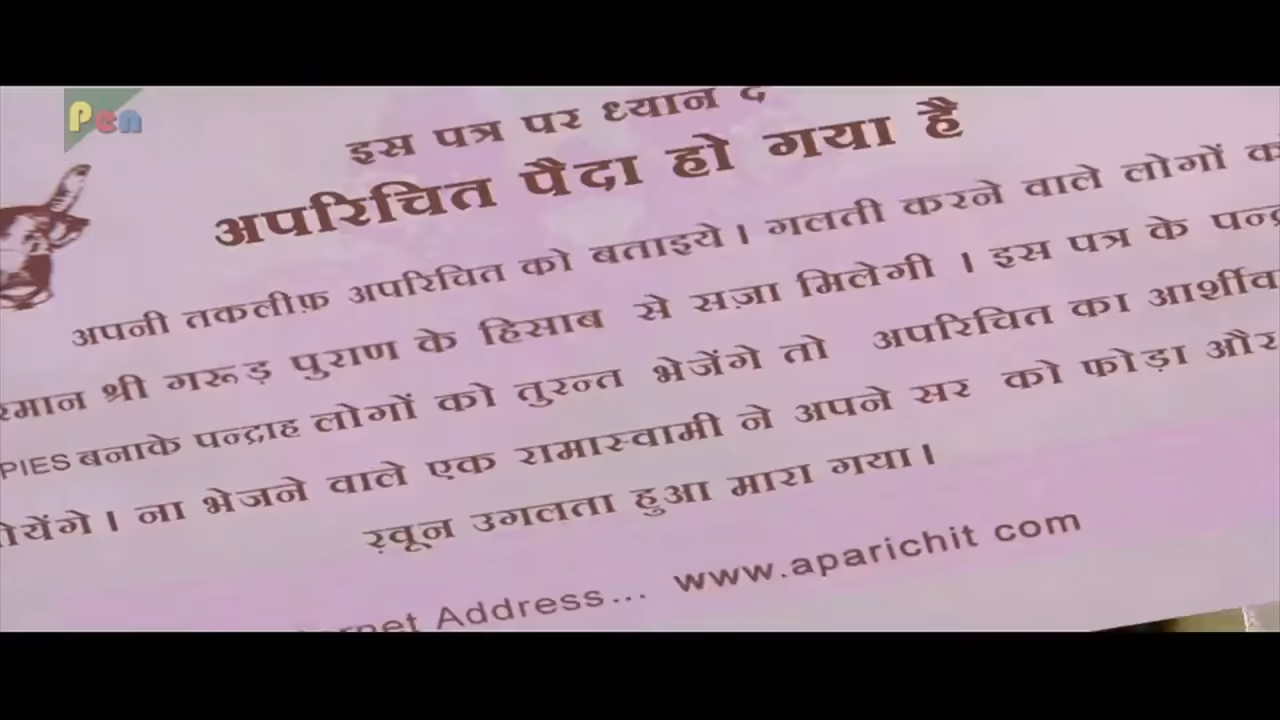 Pen
इस पत्र पर ध्यान
अपरिचित पैदा हो गया है
अपनी तकलीफ़ अपरिचित को बताइये। गलती करने वाले लोगों
श्री गरूड़ पुराण के हिसाब से सज़ा मिलेगी । इस पत्र के
बनाके पन्द्राह लोगों को तुरन्त भेजेंगे तो अपरिचित का
ना भेजने वाले एक रामास्वामी ने अपने सर को फोड़ा और
ख़ून उगलता हुआ मारा गया।
Address... www.aparichit com